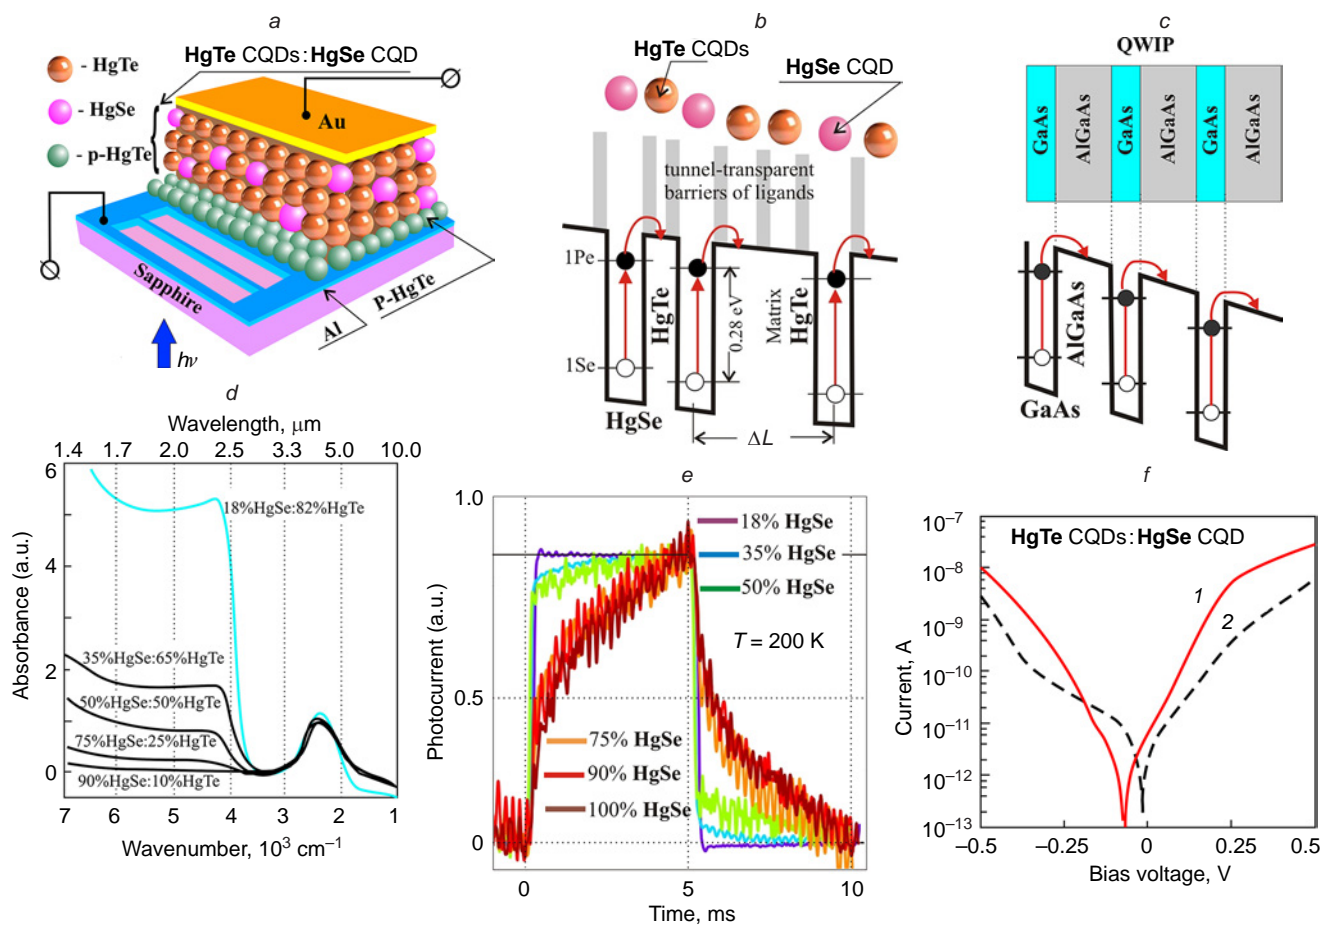 a
HgTe CQDs : HgSe CQD
- HgTe
- HgSe
- p-HgTe
Au
Sapphire
Al
P-HgTe
hν
b
HgTe CQDs
HgSe CQD
tunnel-transparent
barriers of ligands
1Pe
1Se
HgTe
0.28 eV
Matrix
HgTe
HgSe
ΔL
c
QWIP
GaAs
AlGaAs
GaAs
AlGaAs
GaAs
AlGaAs
AlGaAs
GaAs
d
Wavelength, μm
1.4 1.7 2.0 2.5 3.3 5.0 10.0
Absorbance (a.u.)
6
4
2
0
18%HgSe:82%HgTe
35%HgSe:65%HgTe
50%HgSe:50%HgTe
75%HgSe:25%HgTe
90%HgSe:10%HgTe
7 6 5 4 3 2 1
Wavenumber, 10³ cm⁻¹
e
Photocurrent (a.u.)
1.0
0.5
0
18% HgSe
35% HgSe
50% HgSe
T = 200 K
75% HgSe
90% HgSe
100% HgSe
0 5 10
Time, ms
f
HgTe CQDs : HgSe CQD
Current, A
10⁻⁷
10⁻⁸
10⁻⁹
10⁻¹⁰
10⁻¹¹
10⁻¹²
10⁻¹³
1
2
–0.5 –0.25 0 0.25 0.5
Bias voltage, V